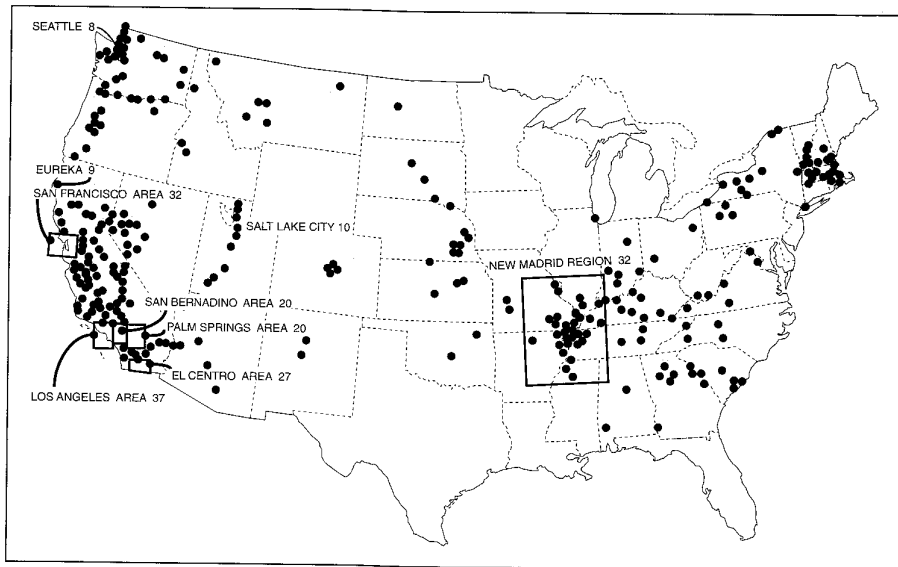 SEATTLE 8
EUREKA 9
SAN FRANCISCO AREA 32
SALT LAKE CITY 10
NEW MADRID REGION 32
SAN BERNADINO AREA 20
PALM SPRINGS AREA 20
EL CENTRO AREA 27
LOS ANGELES AREA 37